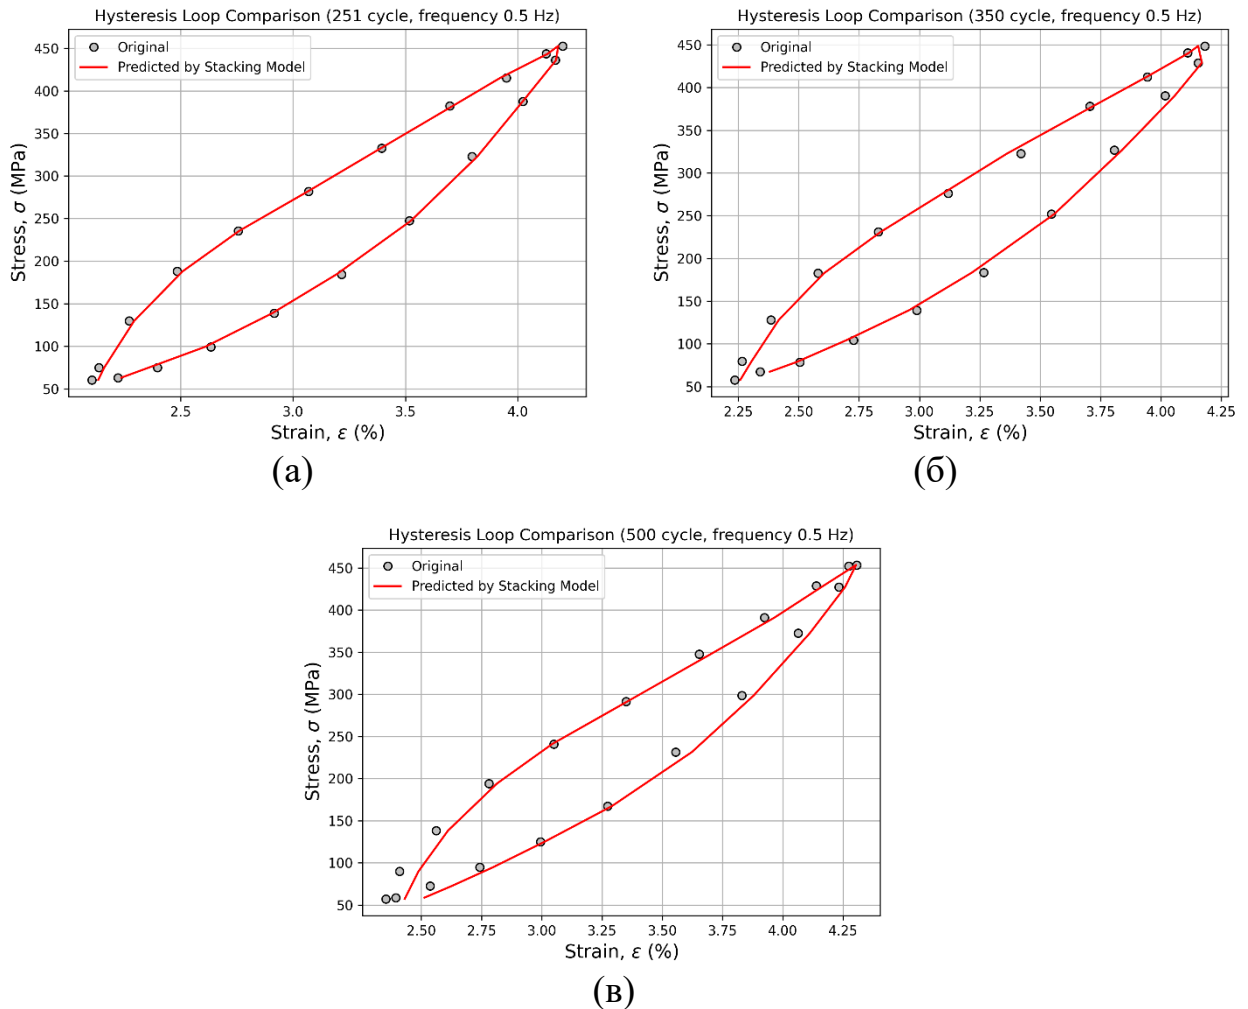 Hysteresis Loop Comparison (251 cycle, frequency 0.5 Hz)
Original
Predicted by Stacking Model
Stress, σ (MPa)
450
400
350
300
250
200
150
100
50
2.5 3.0 3.5 4.0
Strain, ε (%)
(а)
Hysteresis Loop Comparison (350 cycle, frequency 0.5 Hz)
Original
Predicted by Stacking Model
Stress, σ (MPa)
450
400
350
300
250
200
150
100
50
2.25 2.50 2.75 3.00 3.25 3.50 3.75 4.00 4.25
Strain, ε (%)
(б)
Hysteresis Loop Comparison (500 cycle, frequency 0.5 Hz)
Original
Predicted by Stacking Model
Stress, σ (MPa)
450
400
350
300
250
200
150
100
50
2.50 2.75 3.00 3.25 3.50 3.75 4.00 4.25
Strain, ε (%)
(в)